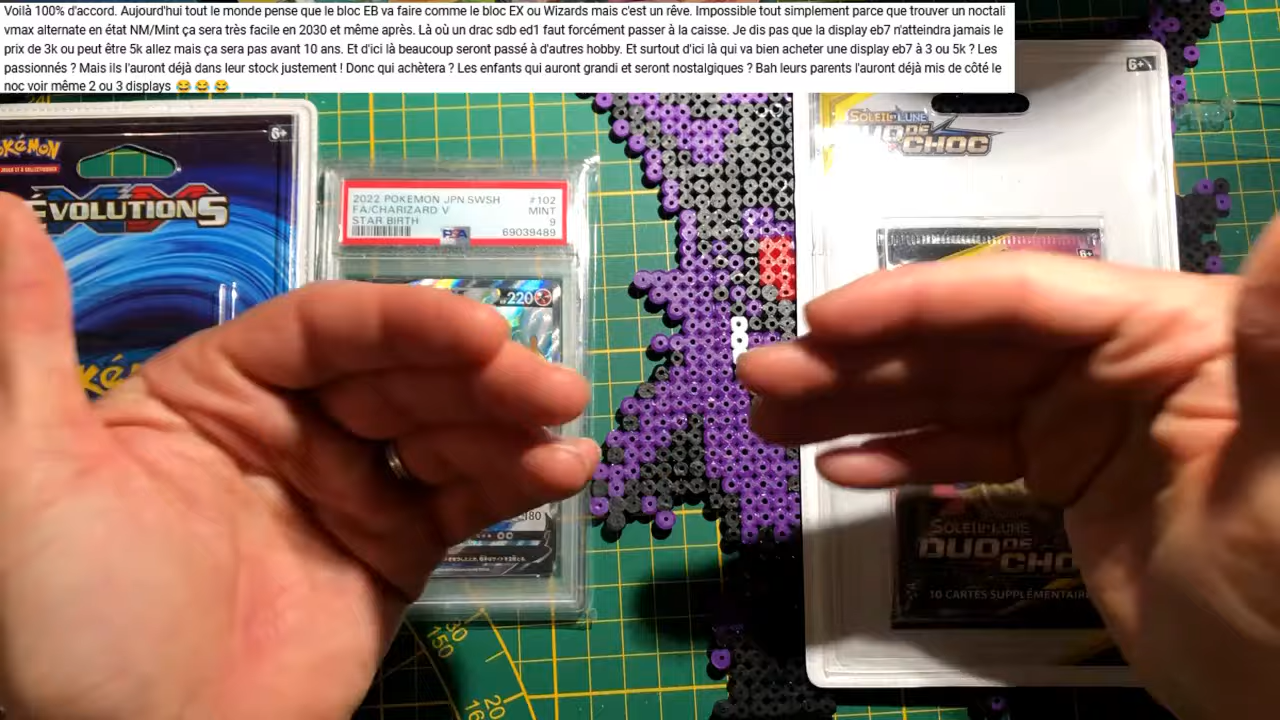 Voilà 100% d'accord. Aujourd'hui tout le monde pense que le bloc EB va faire comme le bloc EX ou Wizards mais c'est un rêve. Impossible tout simplement parce que trouver un noctali
vmax alternate en état NM/Mint ça sera très facile en 2030 et même après. Là où un drac sdb ed1 faut forcément passer à la caisse. Je dis pas que la display eb7 n'atteindra jamais le
prix de 3k ou peut être 5k allez mais ça sera pas avant 10 ans. Et d'ici là beaucoup seront passé à d'autres hobby. Et surtout d'ici là qui va bien acheter une display eb7 à 3 ou 5k ? Les
passionnés ? Mais ils l'auront déjà dans leur stock justement ! Donc qui achètera ? Les enfants qui auront grandi et seront nostalgiques ? Bah leurs parents l'auront déjà mis de côté le
noc voir même 2 ou 3 displays 😂 😂 😂
6+
6+
XY
ÉVOLUTIONS
2022 POKEMON JPN SWSH #102
FA/CHARIZARD V MINT
STAR BIRTH 9
PSA 69039489
220
180
SOLEIL & LUNE
DUO DE
CHOC
6+
SOLEIL & LUNE
DUO DE
CHO
10 CARTES SUPPLÉMENTAIR
30
150
20